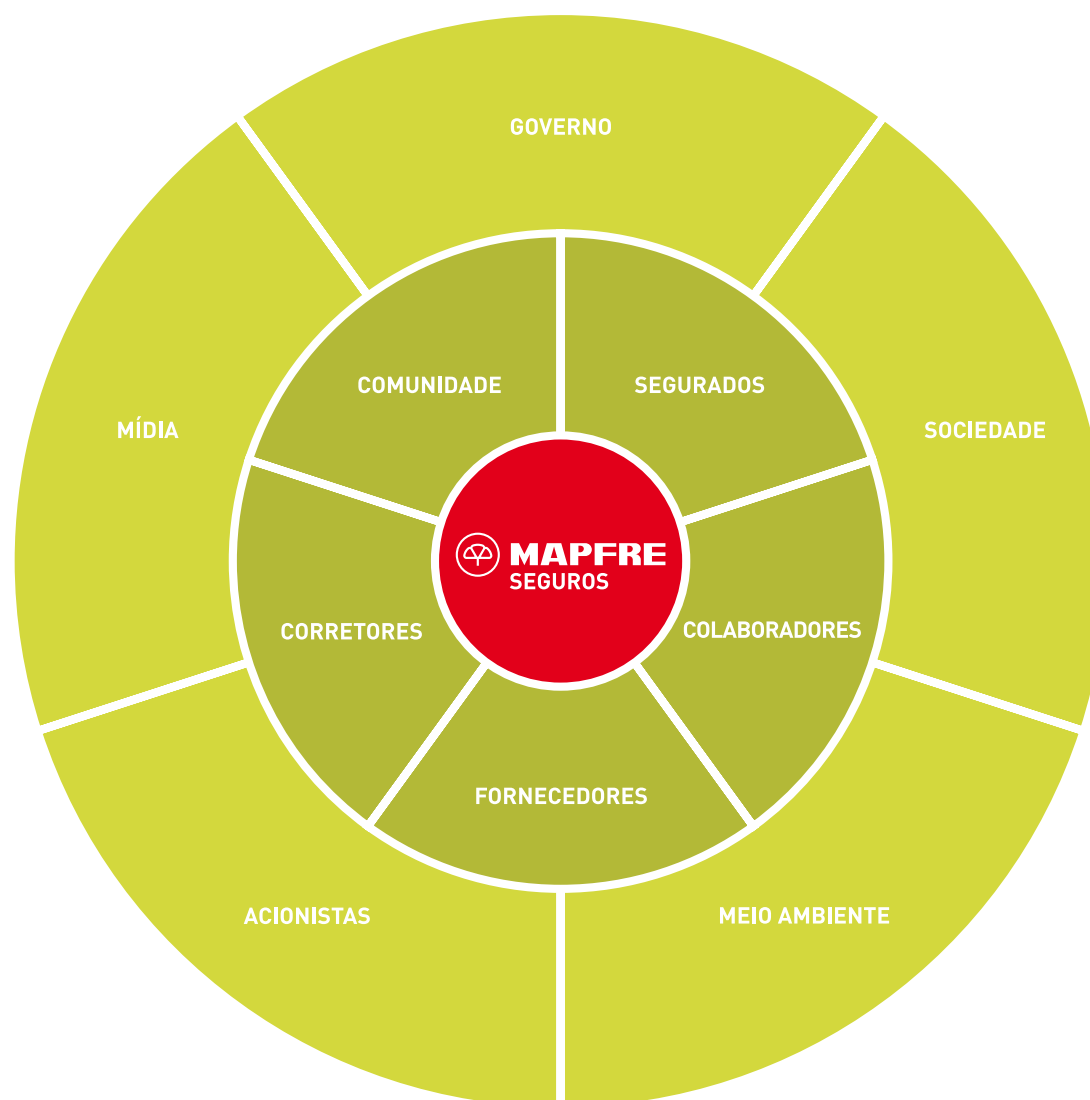 GOVERNO
COMUNIDADE
SEGURADOS
MÍDIA
SOCIEDADE
MAPFRE
SEGUROS
CORRETORES
COLABORADORES
FORNECEDORES
ACIONISTAS
MEIO AMBIENTE